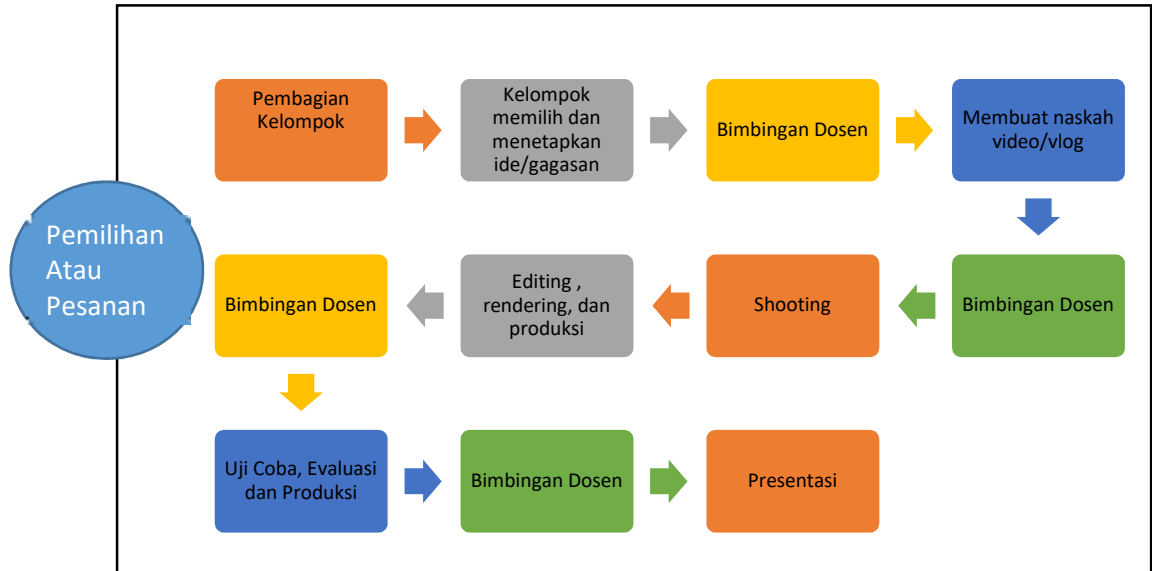 Pemilihan
Atau
Pesanan
Pembagian
Kelompok
Kelompok
memilih dan
menetapkan
ide/gagasan
Bimbingan Dosen
Membuat naskah
video/vlog
Bimbingan Dosen
Shooting
Editing ,
rendering, dan
produksi
Bimbingan Dosen
Uji Coba, Evaluasi
dan Produksi
Bimbingan Dosen
Presentasi